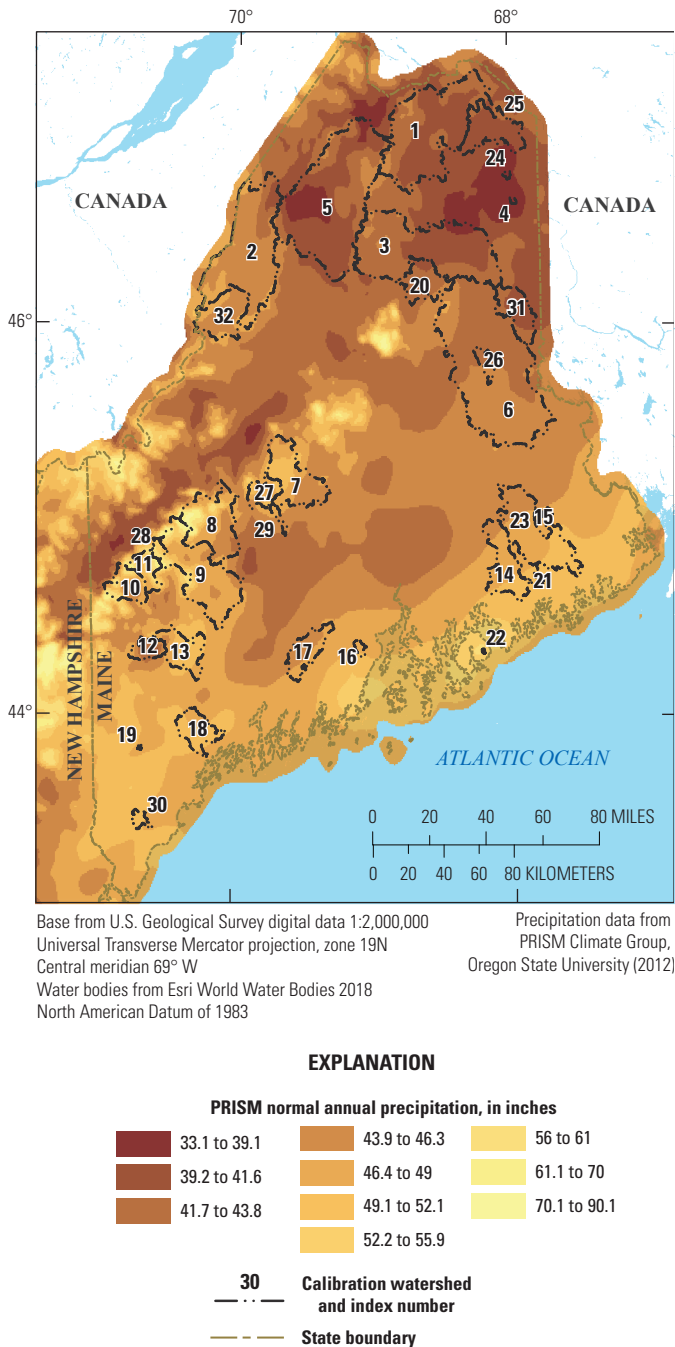 70° 68°
25
1
24
CANADA
5
4
CANADA
2
3
20
46°
32
31
26
6
27
7
8
28
29
23
15
11
9
10
14
21
12
13
17
16
22
NEW HAMPSHIRE
MAINE
44°
19
18
ATLANTIC OCEAN
30
0 20 40 60 80 MILES
0 20 40 60 80 KILOMETERS
Base from U.S. Geological Survey digital data 1:2,000,000
Universal Transverse Mercator projection, zone 19N
Central meridian 69° W
Water bodies from Esri World Water Bodies 2018
North American Datum of 1983
Precipitation data from
PRISM Climate Group,
Oregon State University (2012)
EXPLANATION
PRISM normal annual precipitation, in inches
33.1 to 39.1
39.2 to 41.6
41.7 to 43.8
43.9 to 46.3
46.4 to 49
49.1 to 52.1
52.2 to 55.9
56 to 61
61.1 to 70
70.1 to 90.1
30 Calibration watershed
and index number
State boundary